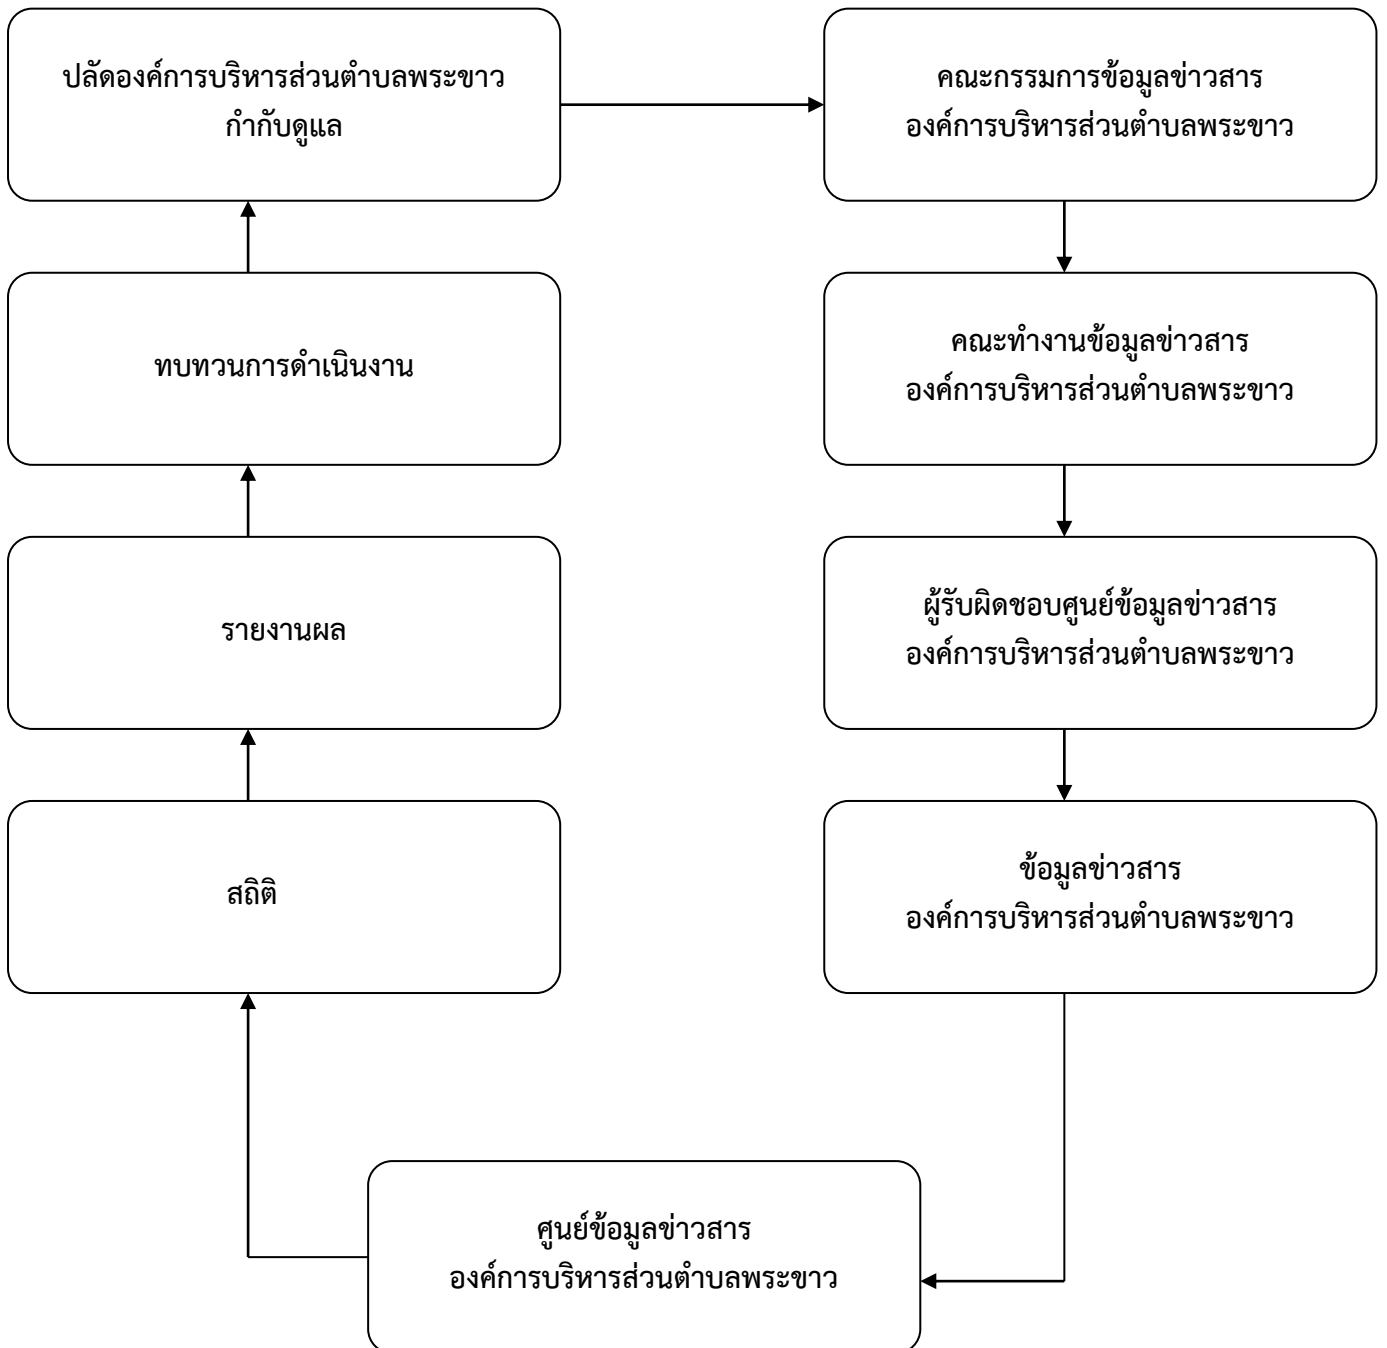 ปลัดองค์การบริหารส่วนตำบลพระขาว
กำกับดูแล
คณะกรรมการข้อมูลข่าวสาร
องค์การบริหารส่วนตำบลพระขาว
ทบทวนการดำเนินงาน
คณะทำงานข้อมูลข่าวสาร
องค์การบริหารส่วนตำบลพระขาว
รายงานผล
ผู้รับผิดชอบศูนย์ข้อมูลข่าวสาร
องค์การบริหารส่วนตำบลพระขาว
สถิติ
ข้อมูลข่าวสาร
องค์การบริหารส่วนตำบลพระขาว
ศูนย์ข้อมูลข่าวสาร
องค์การบริหารส่วนตำบลพระขาว